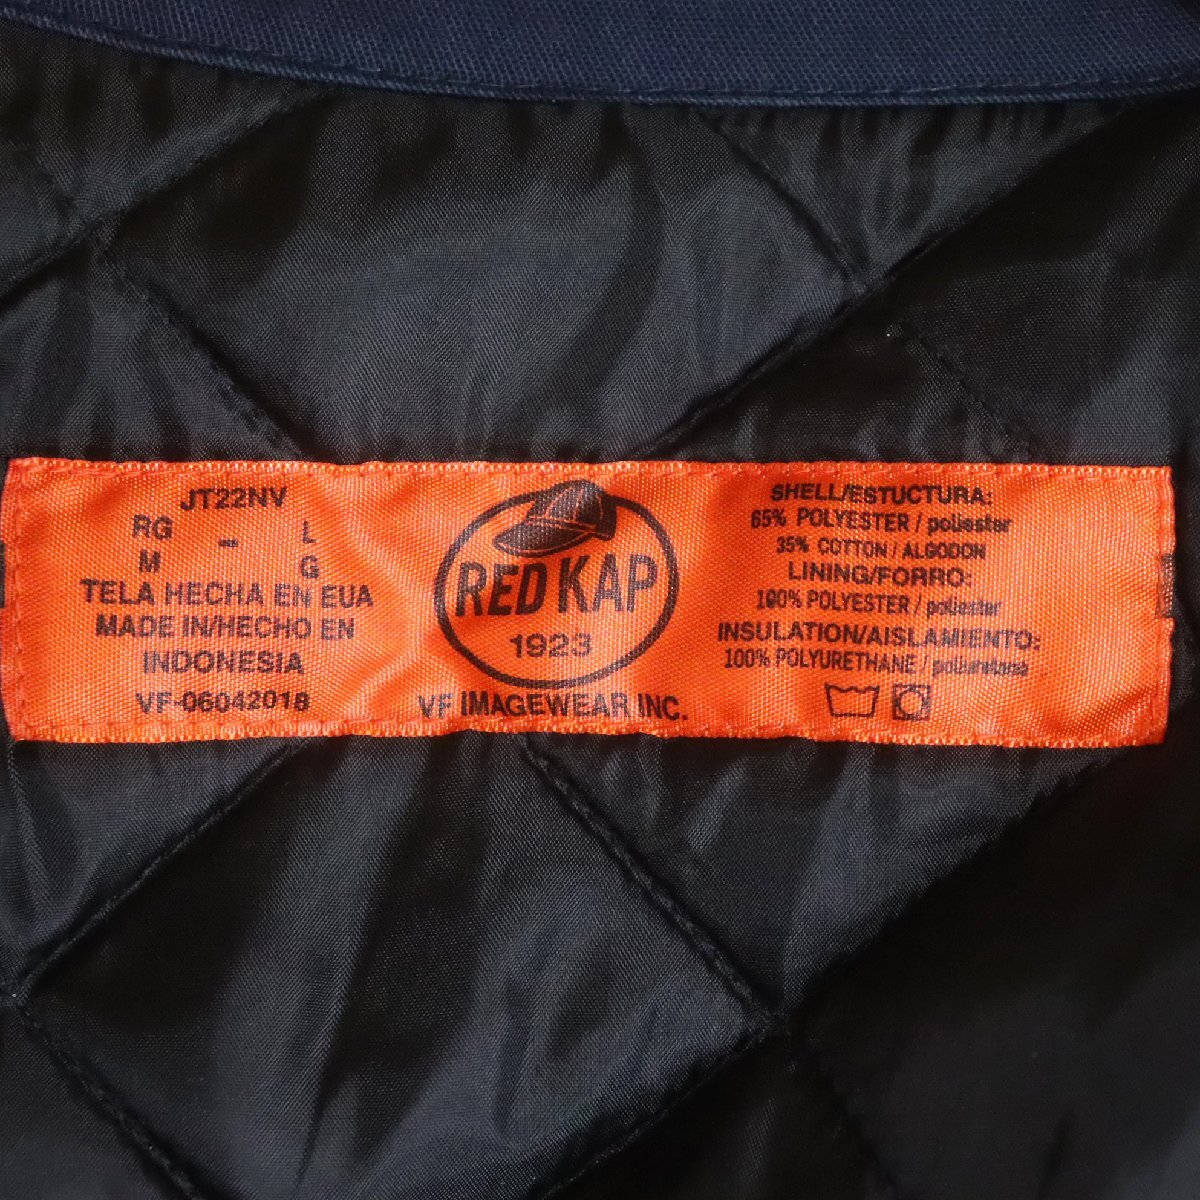 JT22NV
RG – L
M G
TELA HECHA EN EUA
MADE IN/HECHO EN
INDONESIA
VF-06042018
RED KAP
1923
VF IMAGEWEAR INC.
SHELL/ESTUCTURA:
65% POLYESTER / poliester
35% COTTON / ALGODON
LINING/FORRO:
100% POLYESTER / poliester
INSULATION/AISLAMIENTO:
100% POLYURETHANE / poliuretane